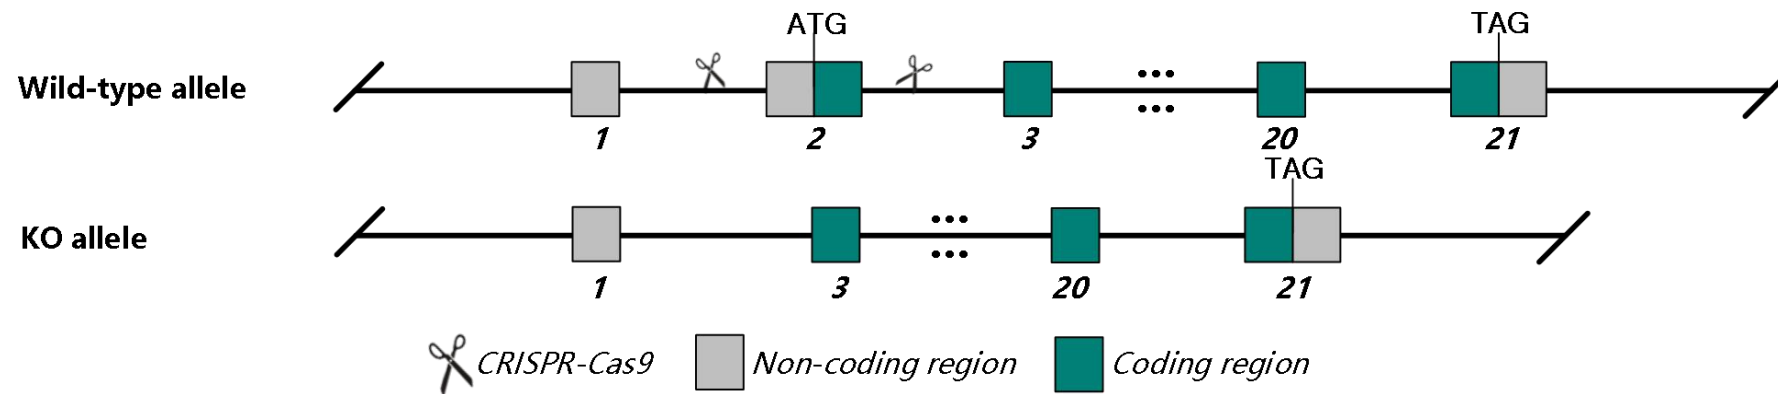 ATG TAG
Wild-type allele
1 2 3 ... ... 20 21
TAG
KO allele
... ...
1 3 20 21
CRISPR-Cas9 Non-coding region Coding region